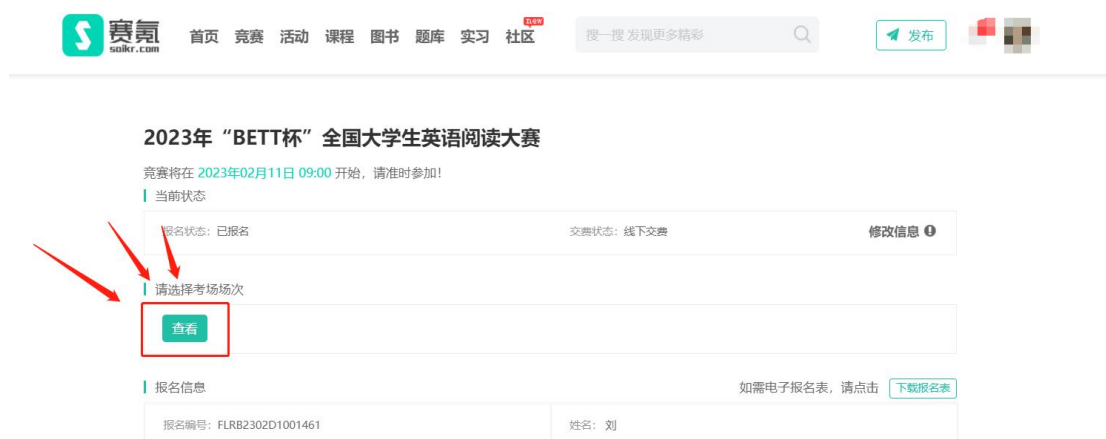 赛氪
saikr.com
首页 竞赛 活动 课程 图书 题库 实习 社区 new
搜一搜 发现更多精彩
发布
2023年“BETT杯”全国大学生英语阅读大赛
竞赛将在 2023年02月11日 09:00 开始，请准时参加！
当前状态
报名状态：已报名 交费状态：线下交费 修改信息
请选择考场场次
查看
报名信息 如需电子报名表，请点击 下载报名表
报名编号：FLRB2302D1001461 姓名：刘